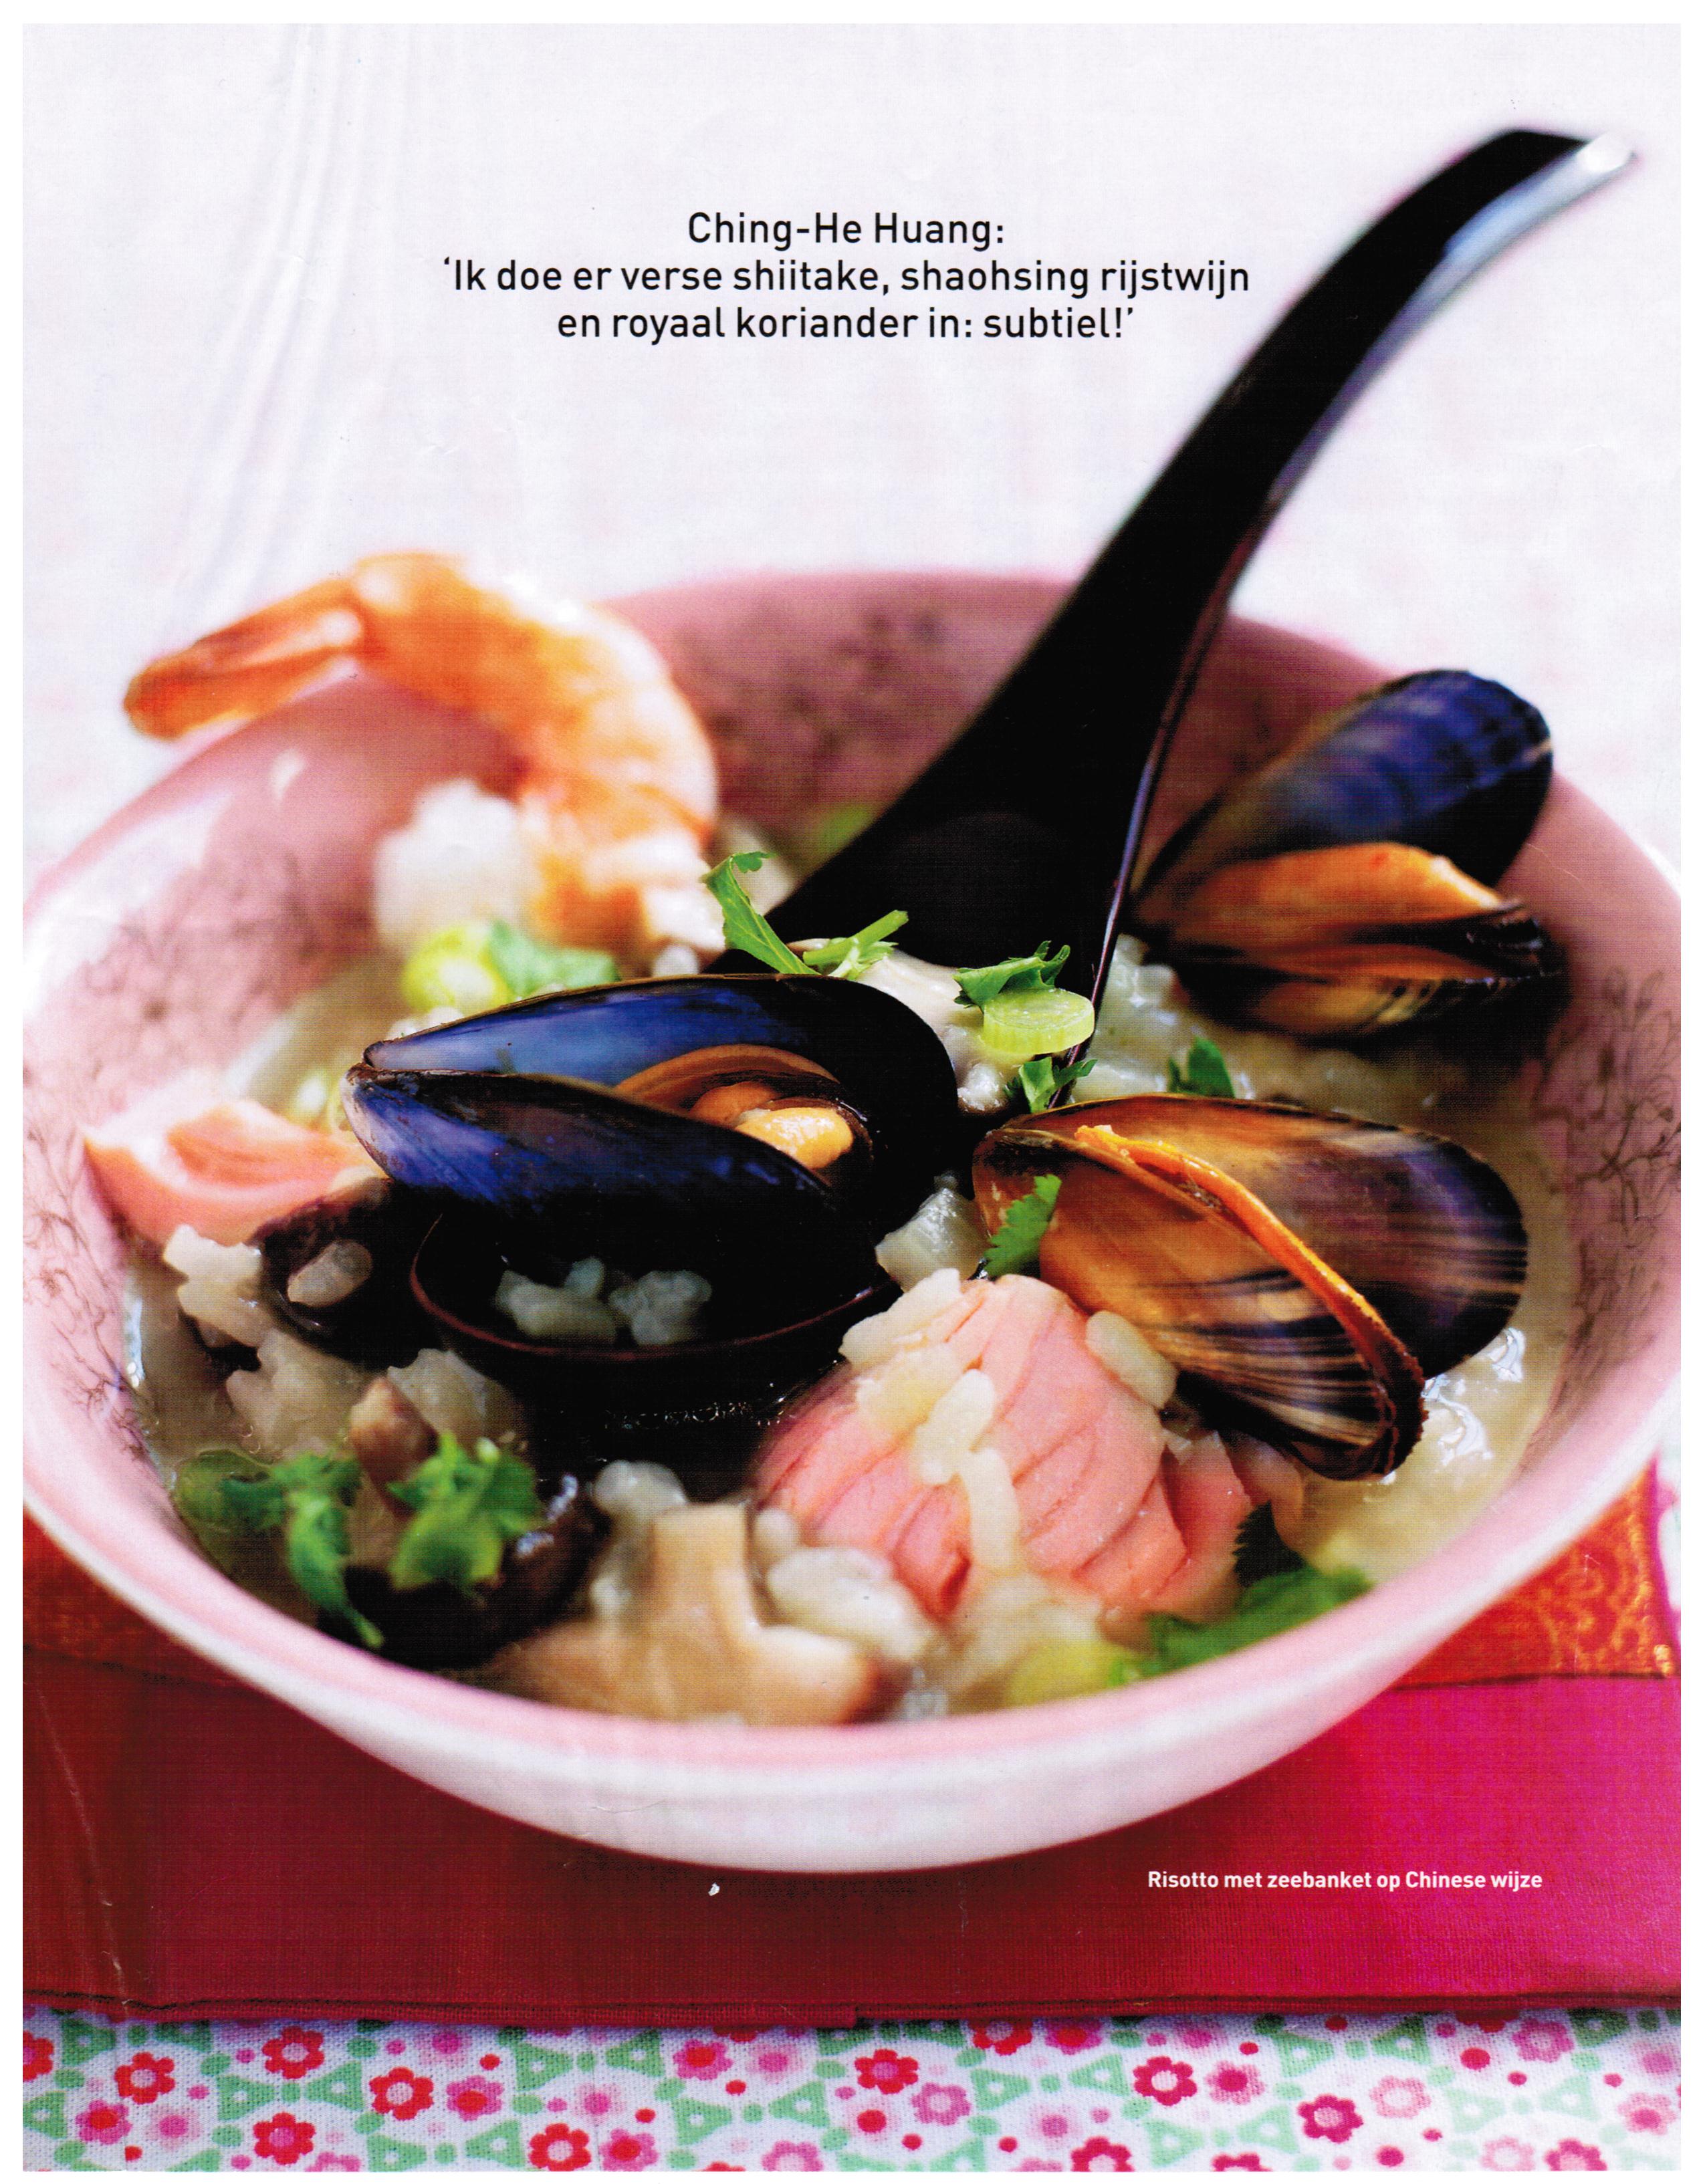 Ching-He Huang:
‘Ik doe er verse shiitake, shaohsing rijstwijn
en royaal koriander in: subtiel!’
Risotto met zeebanket op Chinese wijze